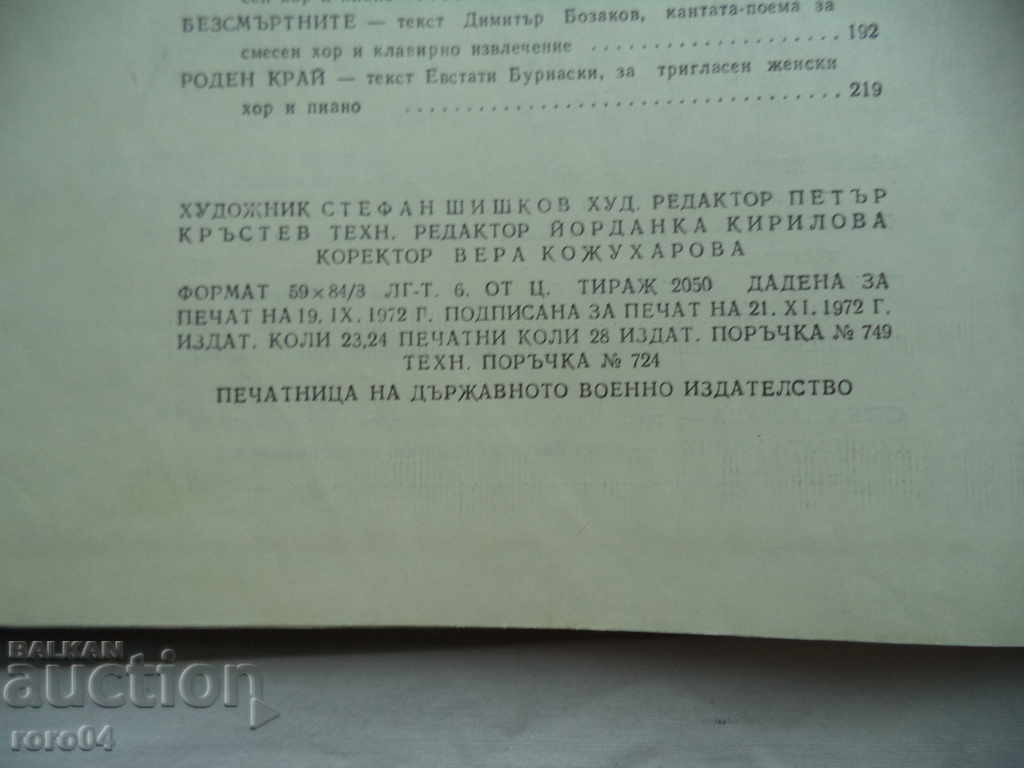 БЕЗСМЪРТНИТЕ — текст Димитър Бозаков, кантата-поема за
смесен хор и клавирно извлечение . . . . . . . . . . . . . . . . . . 192
РОДЕН КРАЙ — текст Евстати Бурнаски, за тригласен женски
хор и пиано . . . . . . . . . . . . . . . . . . . . . . . . . . . . . . . . 219
ХУДОЖНИК СТЕФАН ШИШКОВ ХУД. РЕДАКТОР ПЕТЪР
КРЪСТЕВ ТЕХН. РЕДАКТОР ЙОРДАНКА КИРИЛОВА
КОРЕКТОР ВЕРА КОЖУХАРОВА
ФОРМАТ 59×84/3 ЛГ-Т. 6. ОТ Ц. ТИРАЖ 2050 ДАДЕНА ЗА
ПЕЧАТ НА 19. IX. 1972 Г. ПОДПИСАНА ЗА ПЕЧАТ НА 21. XI. 1972 Г.
ИЗДАТ. КОЛИ 23,24 ПЕЧАТНИ КОЛИ 28 ИЗДАТ. ПОРЪЧКА № 749
ТЕХН. ПОРЪЧКА № 724
ПЕЧАТНИЦА НА ДЪРЖАВНОТО ВОЕННО ИЗДАТЕЛСТВО
BALKAN
auction
roro04